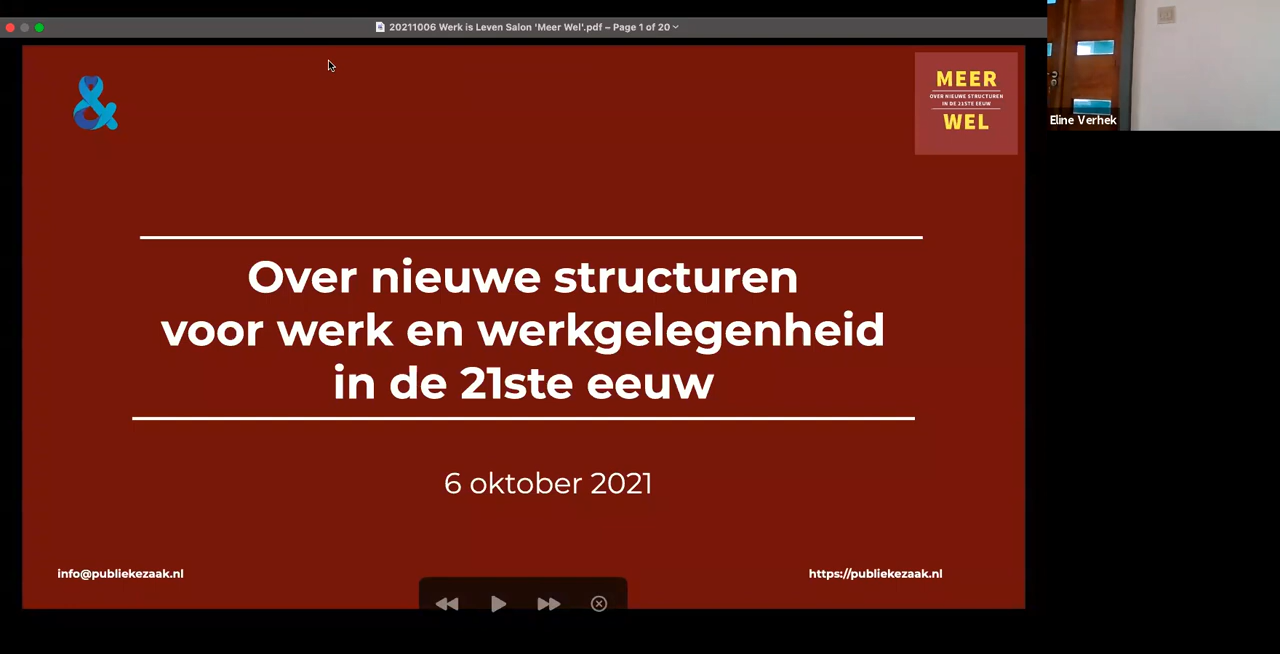 20211006 Werk is Leven Salon 'Meer Wel'.pdf – Page 1 of 20
&
MEER
OVER NIEUWE STRUCTUREN
IN DE 21STE EEUW
WEL
Eline Verhek
Over nieuwe structuren
voor werk en werkgelegenheid
in de 21ste eeuw
6 oktober 2021
info@publiekezaak.nl
https://publiekezaak.nl